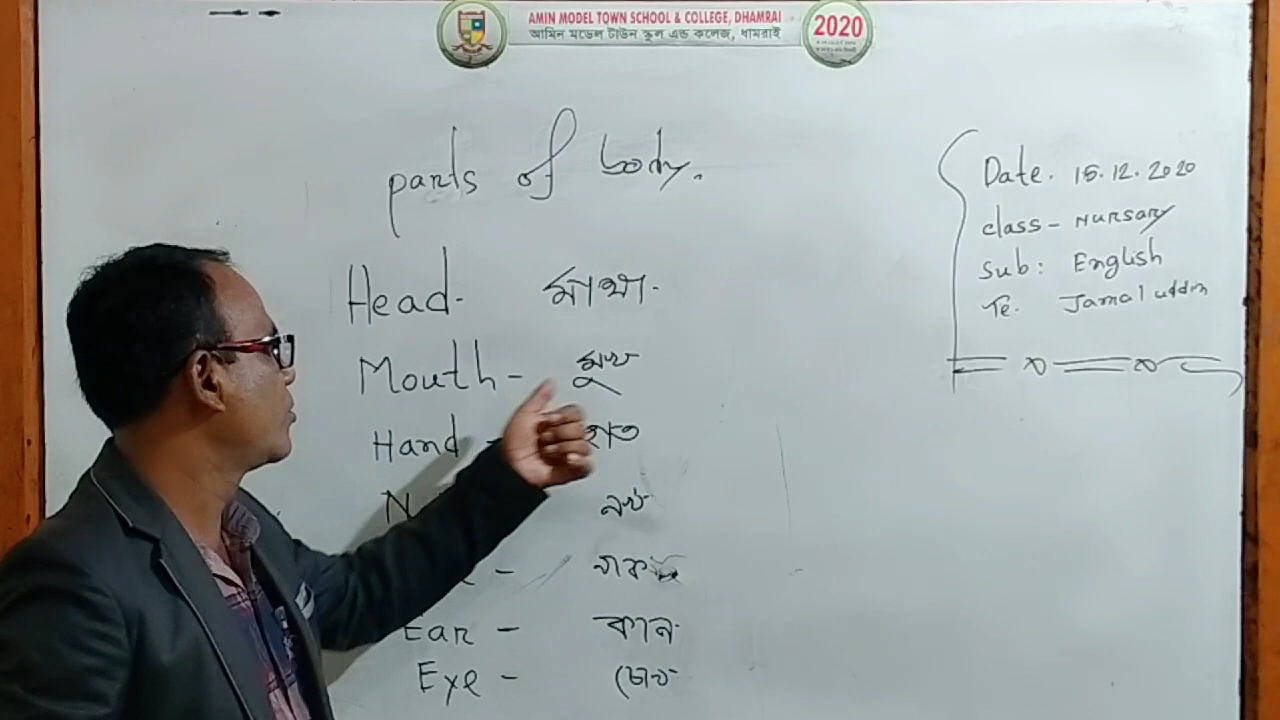 AMIN MODEL TOWN SCHOOL & COLLEGE, DHAMRAI
আমিন মডেল টাউন স্কুল এন্ড কলেজ, ধামরাই
2020
parts of body.
Head- মাথা-
Mouth- মুখ
Hand - হাত
N নখ
- নাক
Ear - কান
Eye - চোখ
Date. 15.12.2020
class- Nursary
Sub: English
Te. Jamal uddin